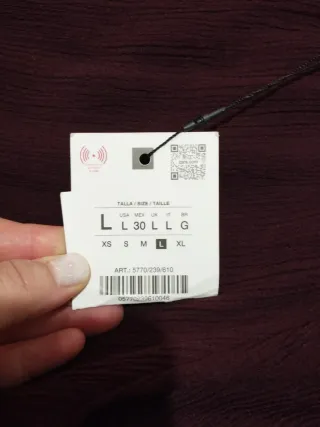 TALLA / SIZE / TAILLE
USA MEX UK IT BR
L L 30 L L G
XS S M L XL
ART.: 5770/239/610